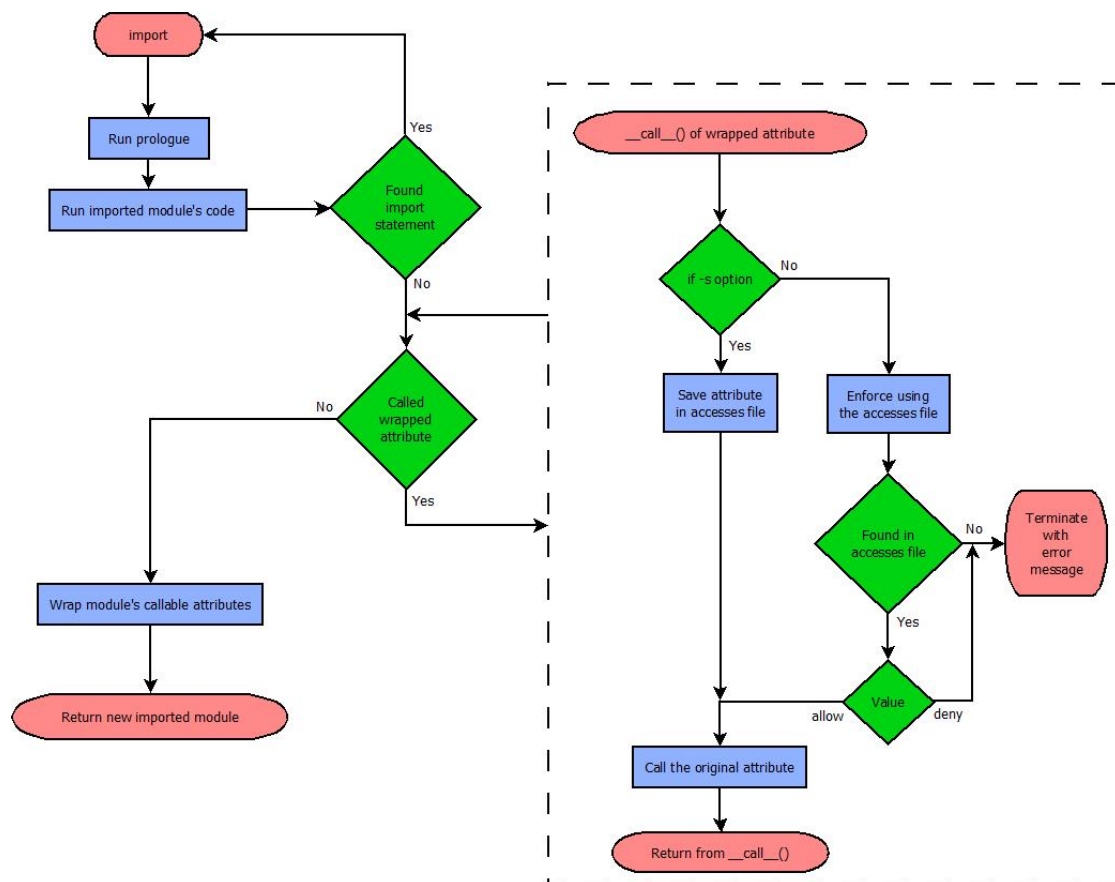 import
Run prologue
Run imported module's code
Yes
Found
import
statement
No
Called
wrapped
attribute
No
Yes
Wrap module's callable attributes
Return new imported module
__call__() of wrapped attribute
if -s option
No
Yes
Save attribute
in accesses file
Enforce using
the accesses file
Found in
accesses file
No
Terminate
with
error
message
Yes
Value
allow
deny
Call the original attribute
Return from __call__()